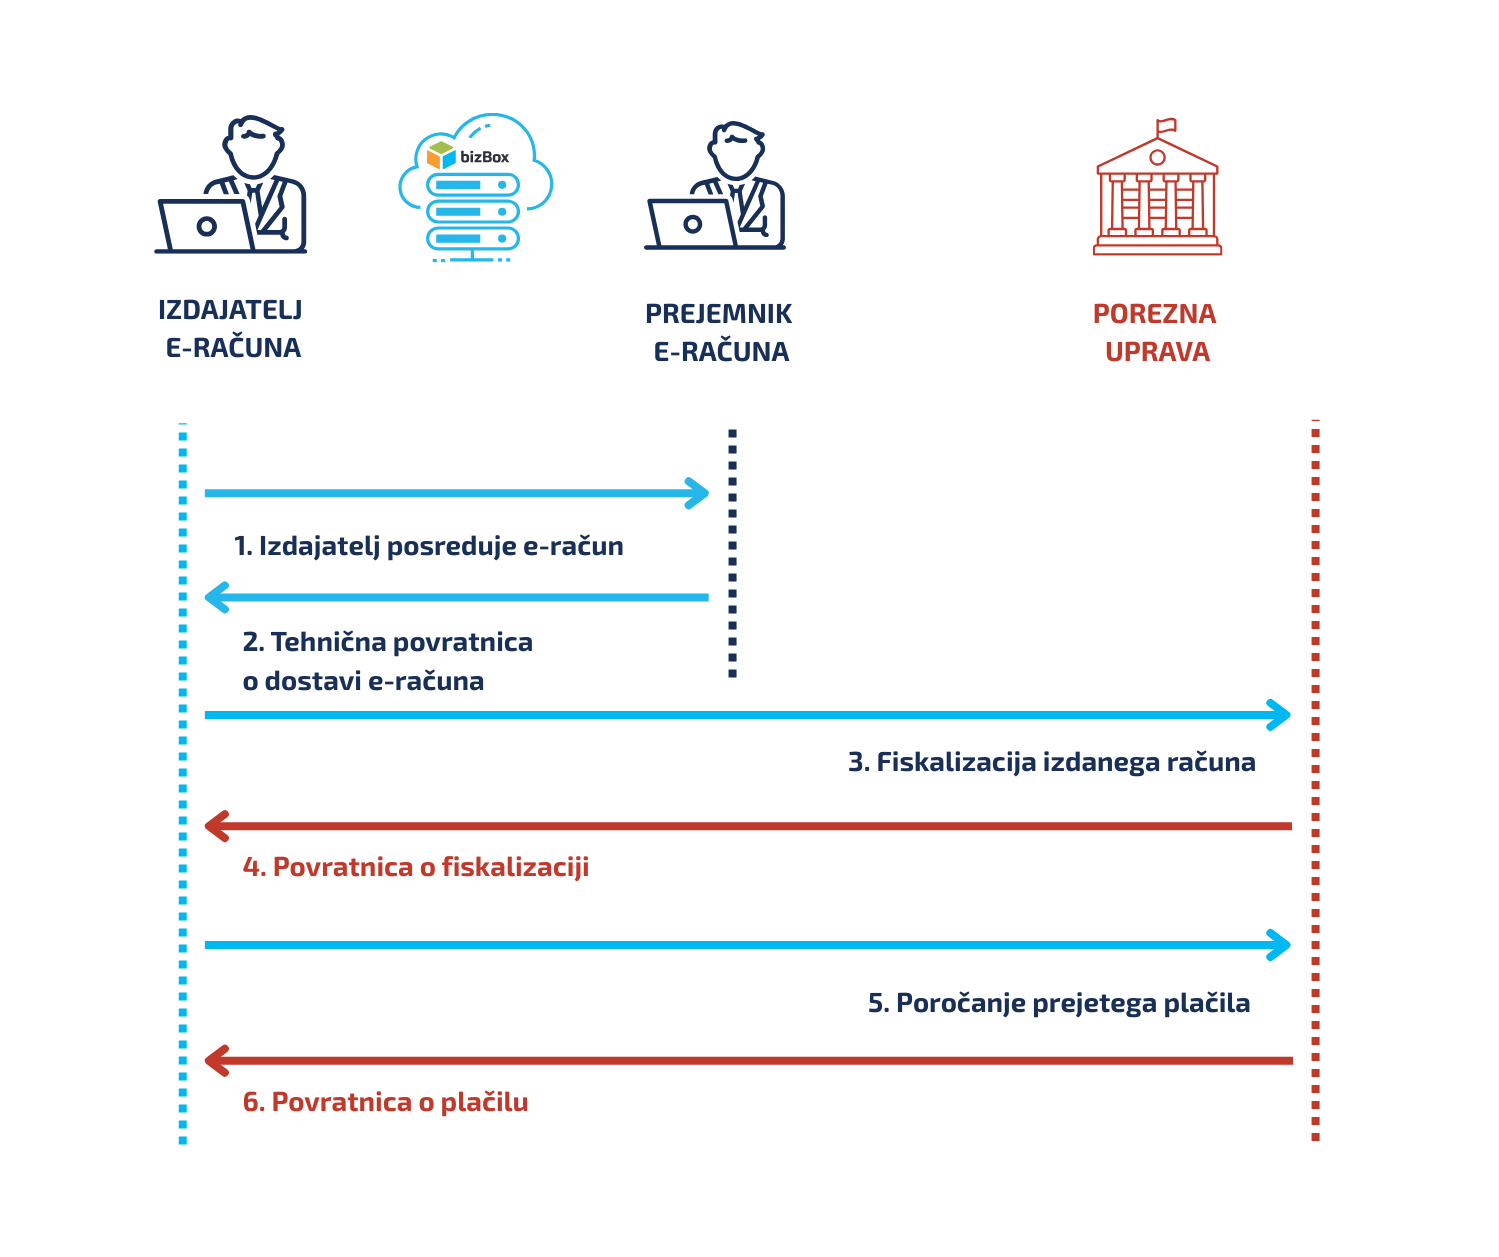 bizBox
IZDAJATELJ
E-RAČUNA
PREJEMNIK
E-RAČUNA
POREZNA
UPRAVA
1. Izdajatelj posreduje e-račun
2. Tehnična povratnica
o dostavi e-računa
3. Fiskalizacija izdanega računa
4. Povratnica o fiskalizaciji
5. Poročanje prejetega plačila
6. Povratnica o plačilu